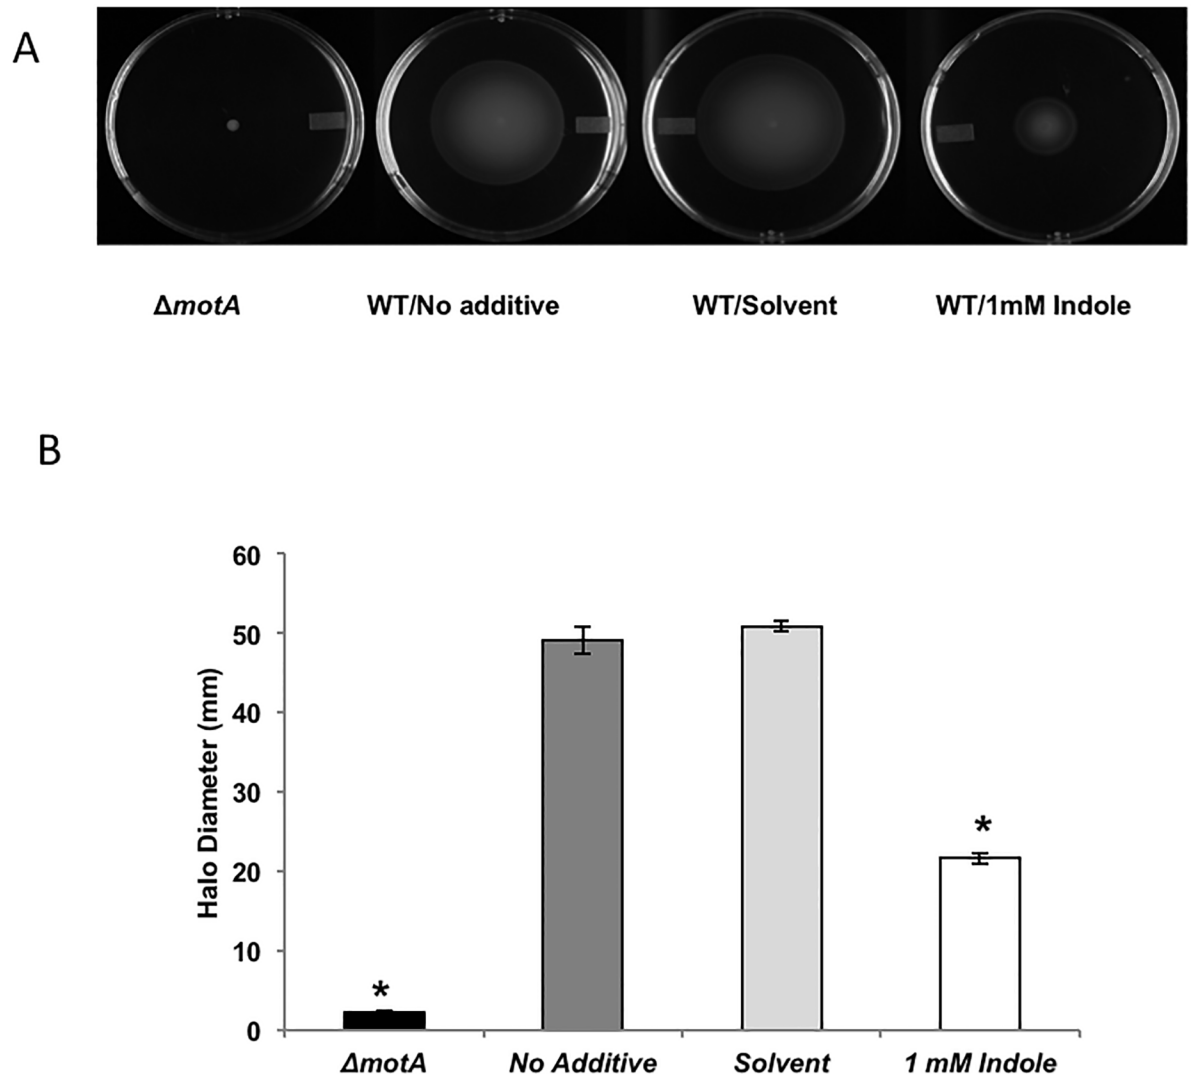 A
ΔmotA WT/No additive WT/Solvent WT/1mM Indole
B
60
50
40
30
20
10
0
Halo Diameter (mm)
*
*
ΔmotA No Additive Solvent 1 mM Indole